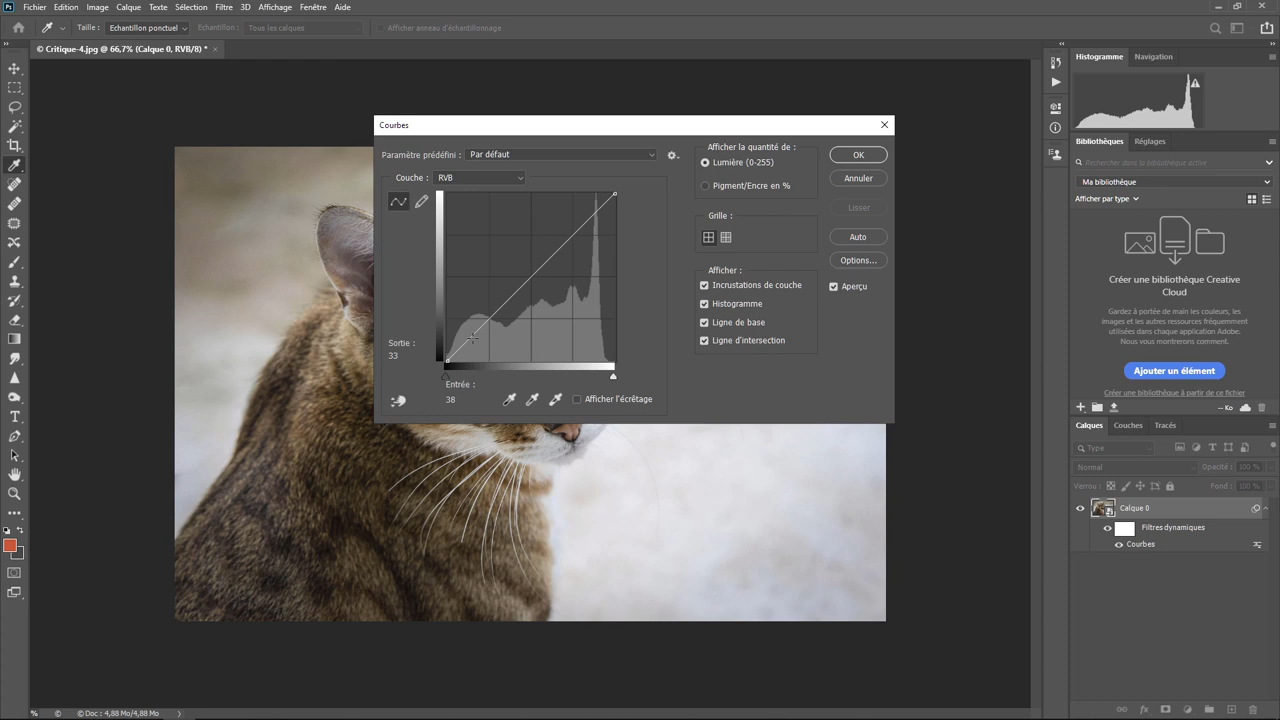 Ps Fichier Edition Image Calque Texte Sélection Filtre 3D Affichage Fenêtre Aide
Taille : Echantillon ponctuel Echantillon : Tous les calques Afficher anneau d'échantillonnage
© Critique-4.jpg @ 66,7% (Calque 0, RVB/8) * ×
Courbes
Paramètre prédéfini : Par défaut
Couche : RVB
Sortie :
33
Entrée :
38
Afficher l'écrêtage
Afficher la quantité de :
Lumière (0-255)
Pigment/Encre en %
Grille :
Afficher :
Incrustations de couche
Histogramme
Ligne de base
Ligne d'intersection
OK
Annuler
Lisser
Auto
Options...
Aperçu
Histogramme Navigation
Bibliothèques Réglages
Rechercher dans la bibliothèque active
Ma bibliothèque
Afficher par type
Créer une bibliothèque Creative
Cloud
Gardez à portée de main les couleurs, les
images et les autres ressources fréquemment
utilisées dans chaque application Adobe.
Nous vous montrerons comment.
Ajouter un élément
Créer une bibliothèque à partir de ce fichier
-- Ko
Calques Couches Tracés
Type
Normal Opacité : 100 %
Verrou : Fond : 100 %
Calque 0
Filtres dynamiques
Courbes
% © Doc : 4,88 Mo/4,88 Mo